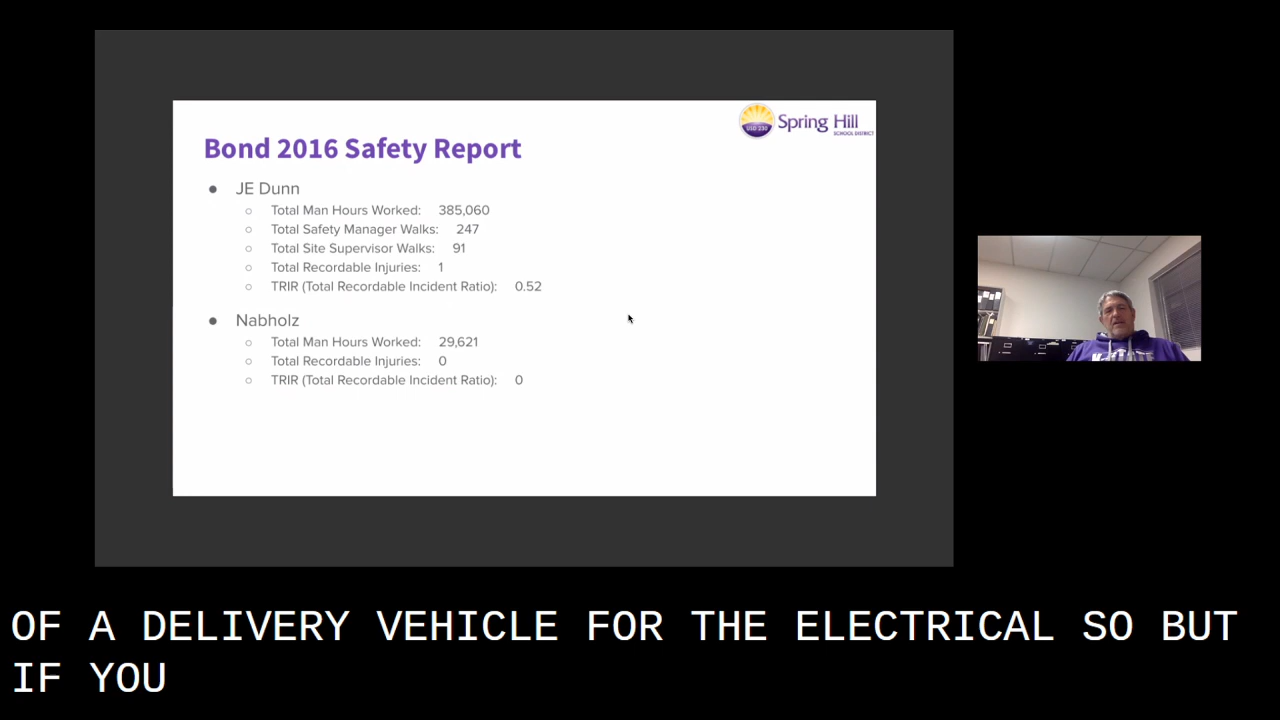 USD 230
Spring Hill
SCHOOL DISTRICT
Bond 2016 Safety Report
● JE Dunn
○ Total Man Hours Worked: 385,060
○ Total Safety Manager Walks: 247
○ Total Site Supervisor Walks: 91
○ Total Recordable Injuries: 1
○ TRIR (Total Recordable Incident Ratio): 0.52
● Nabholz
○ Total Man Hours Worked: 29,621
○ Total Recordable Injuries: 0
○ TRIR (Total Recordable Incident Ratio): 0
OF A DELIVERY VEHICLE FOR THE ELECTRICAL SO BUT
IF YOU